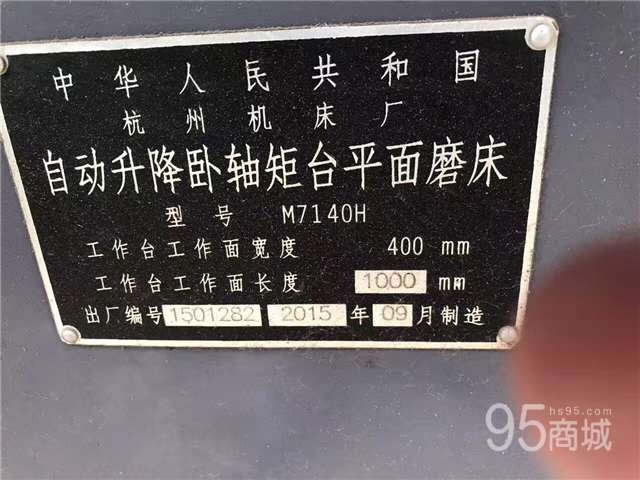 中华人民共和国
杭州机床厂
自动升降卧轴矩台平面磨床
型号 M7140H
工作台工作面宽度 400 mm
工作台工作面长度 1000 mm
出厂编号 1501282 2015 年 09 月制造
hs95.com
95商城